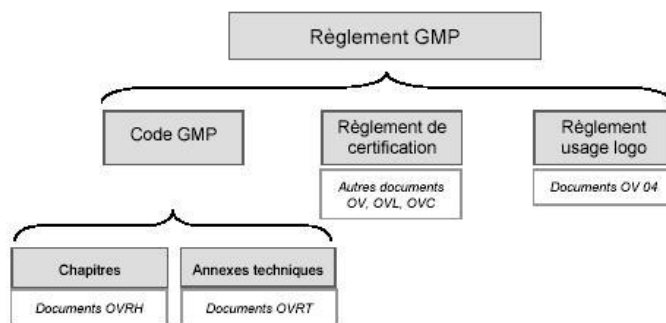 Règlement GMP
Code GMP
Règlement de
certification
Autres documents
OV, OVL, OVC
Règlement
usage logo
Documents OV 04
Chapitres
Documents OVRH
Annexes techniques
Documents OVRT